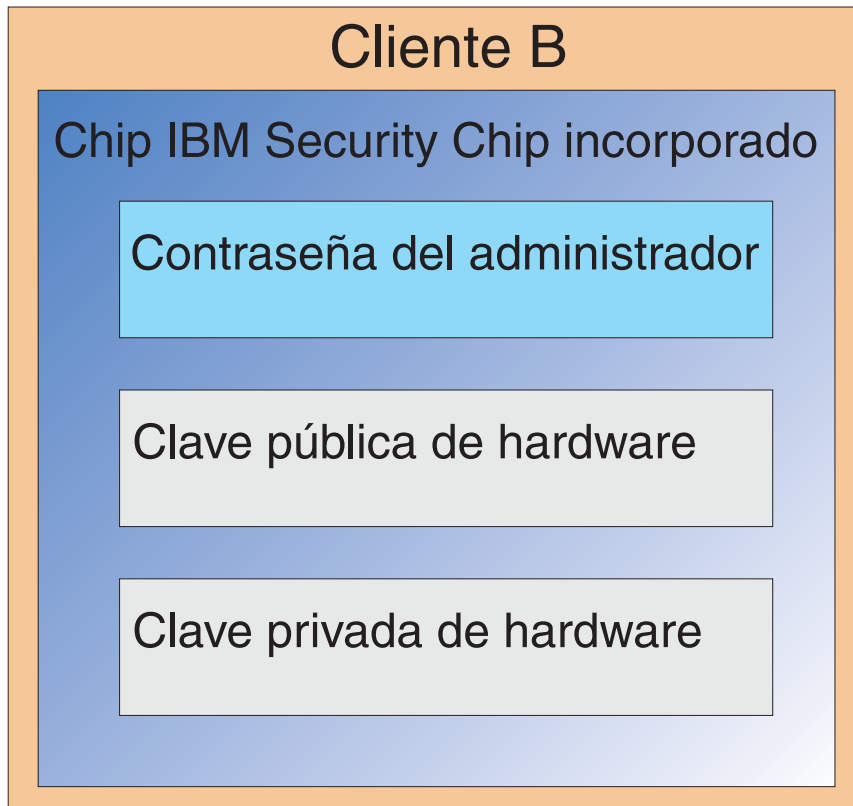 Cliente B
Chip IBM Security Chip incorporado
Contraseña del administrador
Clave pública de hardware
Clave privada de hardware